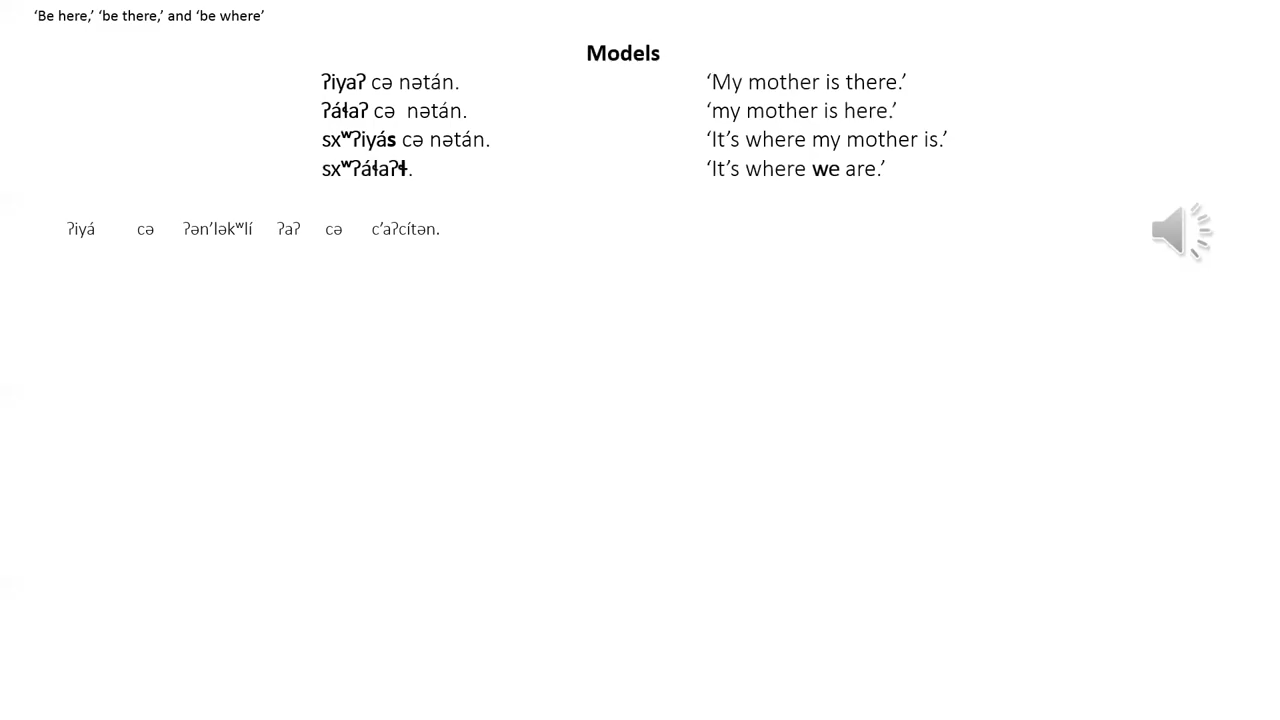 ‘Be here,’ ‘be there,’ and ‘be where’
Models
ʔiyaʔ cə nətán. ‘My mother is there.’
ʔáɬaʔ cə nətán. ‘my mother is here.’
sxʷʔiyás cə nətán. ‘It’s where my mother is.’
sxʷʔáɬaʔɬ. ‘It’s where we are.’
ʔiyá cə ʔən’ləkʷlí ʔaʔ cə c’aʔcítən.